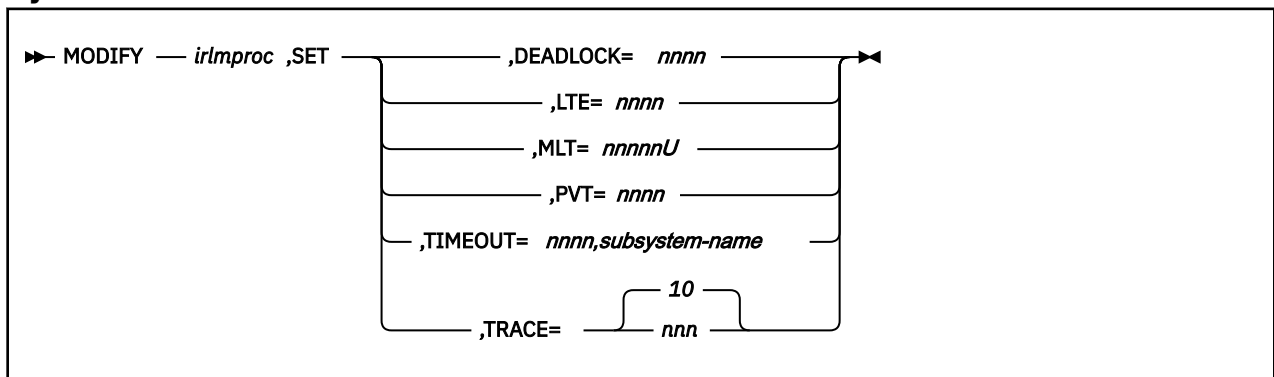 MODIFY irlmproc ,SET ,DEADLOCK= nnnn
,LTE= nnnn
,MLT= nnnnnU
,PVT= nnnn
,TIMEOUT= nnnn,subsystem-name
10
,TRACE= nnn